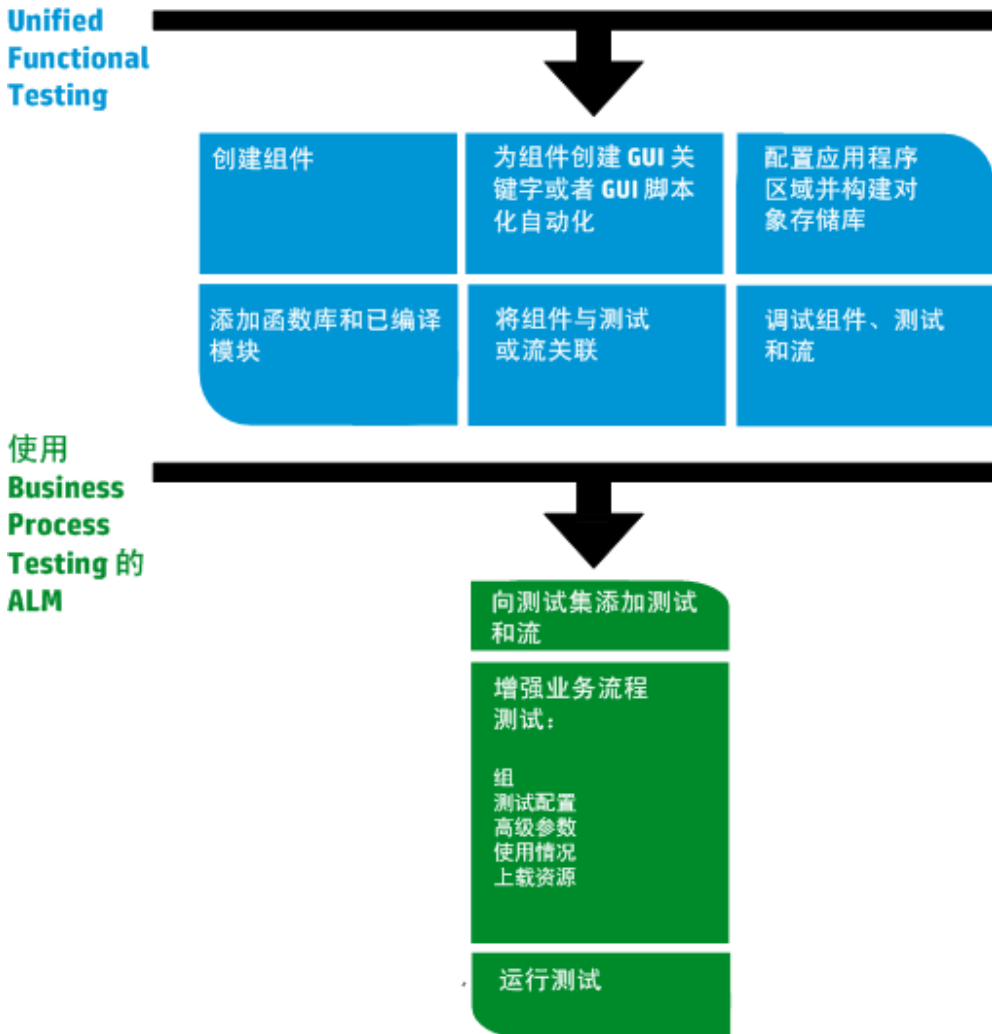 Unified
Functional
Testing
创建组件
为组件创建 GUI 关
键字或者 GUI 脚本
化自动化
配置应用程序
区域并构建对
象存储库
添加函数库和已编译
模块
将组件与测试
或流关联
调试组件、测试
和流
使用
Business
Process
Testing 的
ALM
向测试集添加测试
和流
增强业务流程
测试：
组
测试配置
高级参数
使用情况
上载资源
运行测试